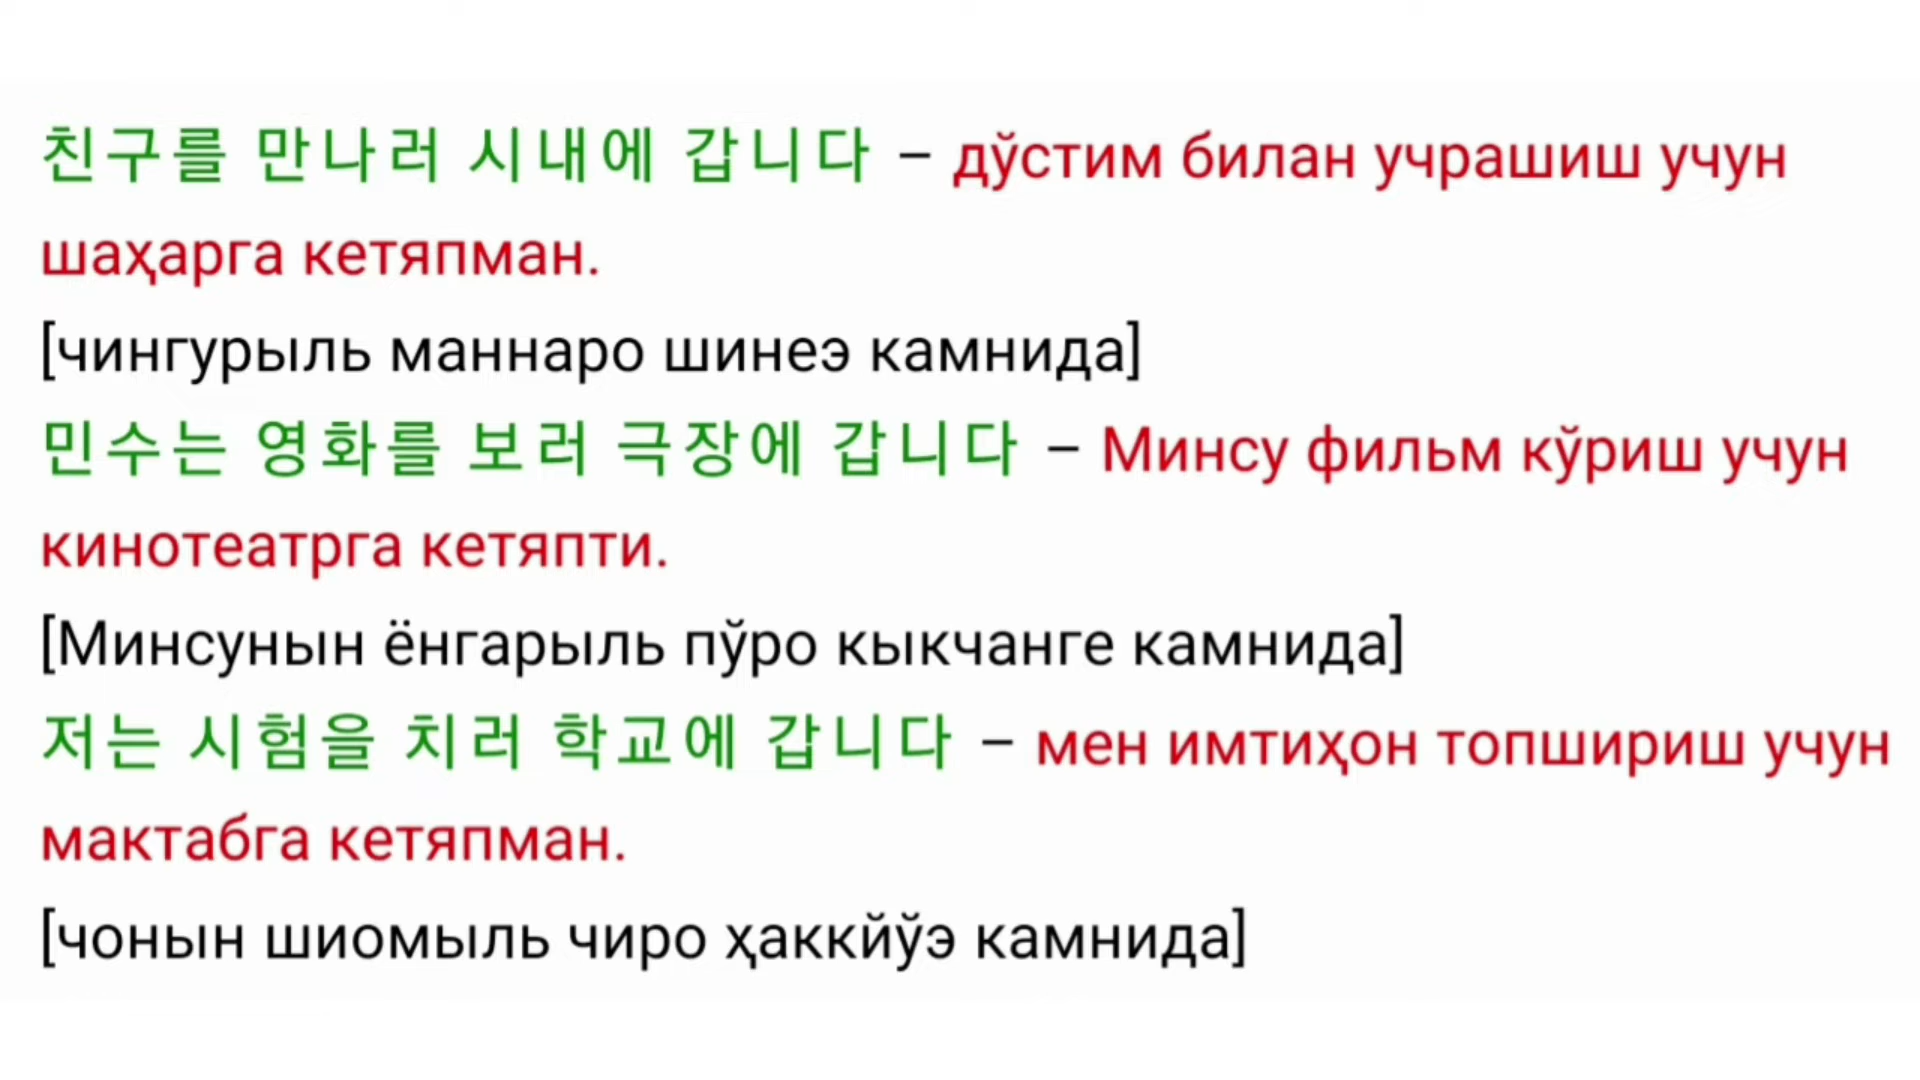 친구를 만나러 시내에 갑니다 – дўстим билан учрашиш учун
шаҳарга кетяпман.
[чингурыль маннаро шинеэ камнида]
민수는 영화를 보러 극장에 갑니다 – Минсу фильм кўриш учун
кинотеатрга кетяпти.
[Минсунын ёнгарыль пўро кыкчанге камнида]
저는 시험을 치러 학교에 갑니다 – мен имтиҳон топшириш учун
мактабга кетяпман.
[чонын шиомыль чиро ҳаккйўэ камнида]